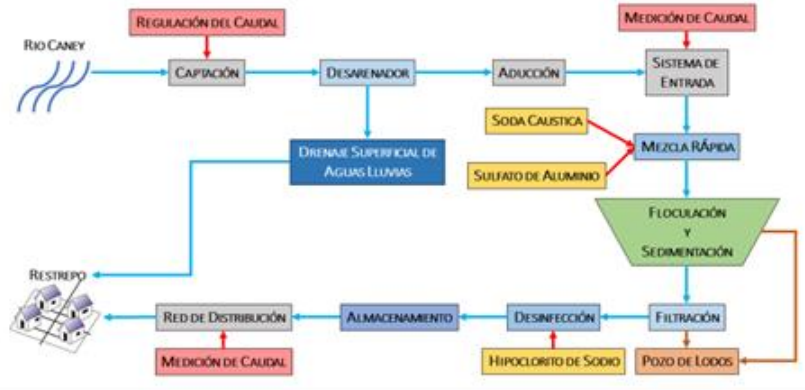 REGULACIÓN DEL CAUDAL
MEDICIÓN DE CAUDAL
RIO CANEY
CAPTACIÓN
DESARENADOR
ADUCCIÓN
SISTEMA DE
ENTRADA
SODA CAUSTICA
DRENAJE SUPERFICIAL DE
AGUAS LLUVIAS
MEZCLA RÁPIDA
SULFATO DE ALUMINIO
FLOCULACIÓN
Y
SEDIMENTACIÓN
RESTREPO
RED DE DISTRIBUCIÓN
ALMACENAMIENTO
DESINFECCIÓN
FILTRACIÓN
MEDICIÓN DE CAUDAL
HIPOCLORITO DE SODIO
POZO DE LODOS